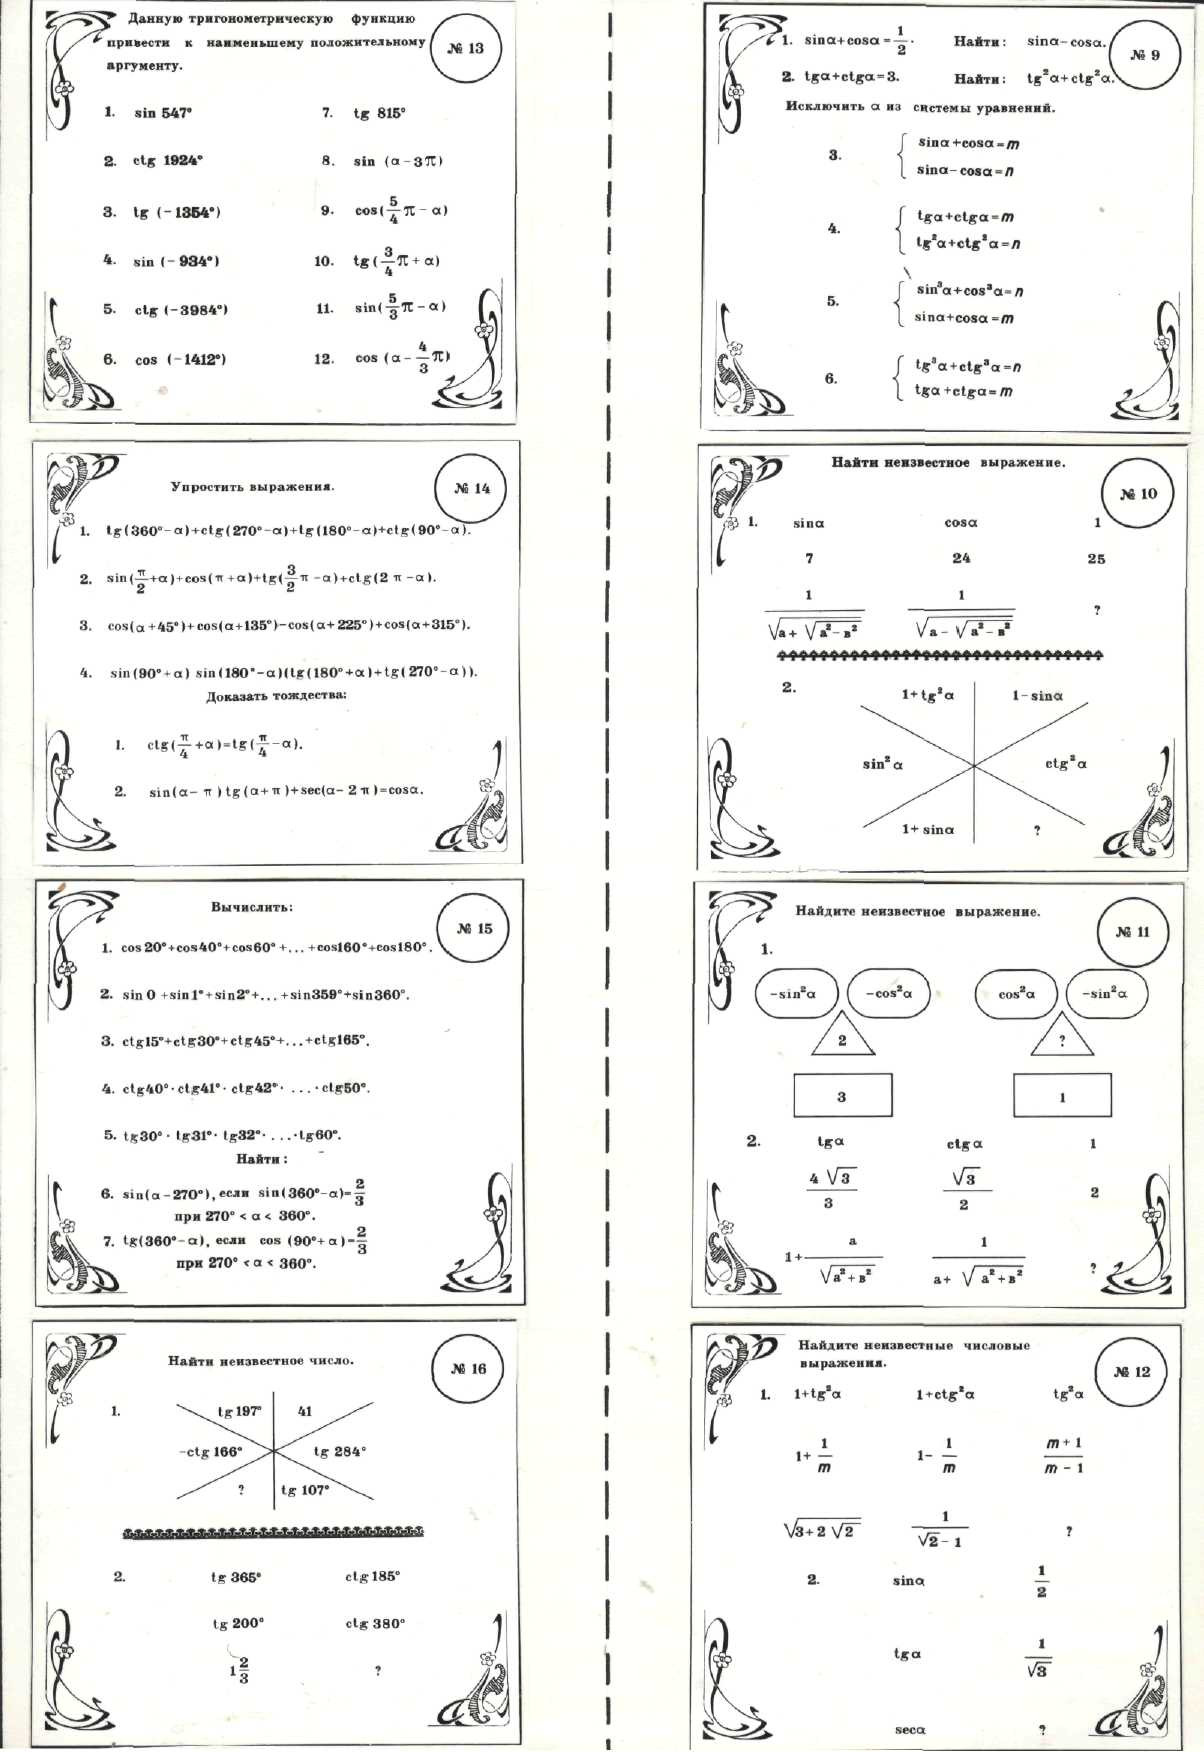 Данную тригонометрическую функцию
привести к наименьшему положительному
аргументу.
№ 13
1. sin 547°
7. tg 815°
2. ctg 1924°
8. sin (α-3π)
3. tg (-1354°)
9. cos(5/4 π-α)
4. sin (-934°)
10. tg(3/4 π+α)
5. ctg (-3984°)
11. sin(5/3 π-α)
6. cos (-1412°)
12. cos (α-4/3 π)
Упростить выражения.
№ 14
1. tg(360°-α)+ctg(270°-α)+tg(180°-α)+ctg(90°-α).
2. sin(π/2+α)+cos(π+α)+tg(3/2 π-α)+ctg(2π-α).
3. cos(α+45°)+cos(α+135°)-cos(α+225°)+cos(α+315°).
4. sin(90°+α) sin(180°-α)(tg(180°+α)+tg(270°-α)).
Доказать тождества:
1. ctg(π/4+α)=tg(π/4-α).
2. sin(α-π)tg(α+π)+sec(α-2π)=cosα.
Вычислить:
№ 15
1. cos20°+cos40°+cos60°+...+cos160°+cos180°.
2. sin0+sin1°+sin2°+...+sin359°+sin360°.
3. ctg15°+ctg30°+ctg45°+...+ctg165°.
4. ctg40°·ctg41°·ctg42°·...·ctg50°.
5. tg30°·tg31°·tg32°·...·tg60°.
Найти:
6. sin(α-270°), если sin(360°-α)=2/3
при 270°<α<360°.
7. tg(360°-α), если cos(90°+α)=2/3
при 270°<α<360°.
Найти неизвестное число.
№ 16
1.
tg197° 41
-ctg166° tg 284°
? tg 107°
2. tg 365° ctg185°
tg 200° ctg 380°
1 2/3 ?
1. sinα+cosα=1/2. Найти: sinα-cosα.
№ 9
2. tgα+ctgα=3. Найти: tg²α+ctg²α.
Исключить α из системы уравнений.
3. sinα+cosα=m
sinα-cosα=n
4. tgα+ctgα=m
tg²α+ctg²α=n
5. sin³α+cos³α=n
sinα+cosα=m
6. tg³α+ctg³α=n
tgα+ctgα=m
Найти неизвестное выражение.
№ 10
1. sinα cosα 1
7 24 25
1/√(а+√(а²-в²)) 1/√(а-√(а²-в²)) ?
2.
1+tg²α 1-sinα
sin²α ctg²α
1+sinα ?
Найдите неизвестное выражение.
№ 11
1.
-sin²α -cos²α cos²α -sin²α
2 ?
3 1
2. tgα ctgα 1
4√3/3 √3/2 2
1+а/√(а²+в²) 1/(а+√(а²+в²)) ?
Найдите неизвестные числовые
выражения.
№ 12
1. 1+tg²α 1+ctg²α tg²α
1+1/m 1-1/m (m+1)/(m-1)
√(3+2√2) 1/(√2-1) ?
2. sinα 1/2
tgα 1/√3
secα ?